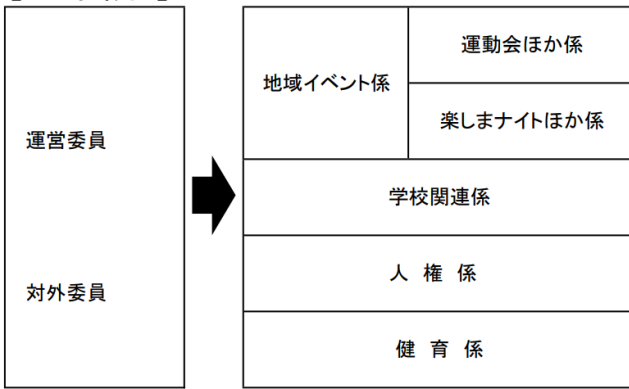 運営委員
対外委員
地域イベント係
運動会ほか係
楽しまナイトほか係
学校関連係
人 権 係
健 育 係